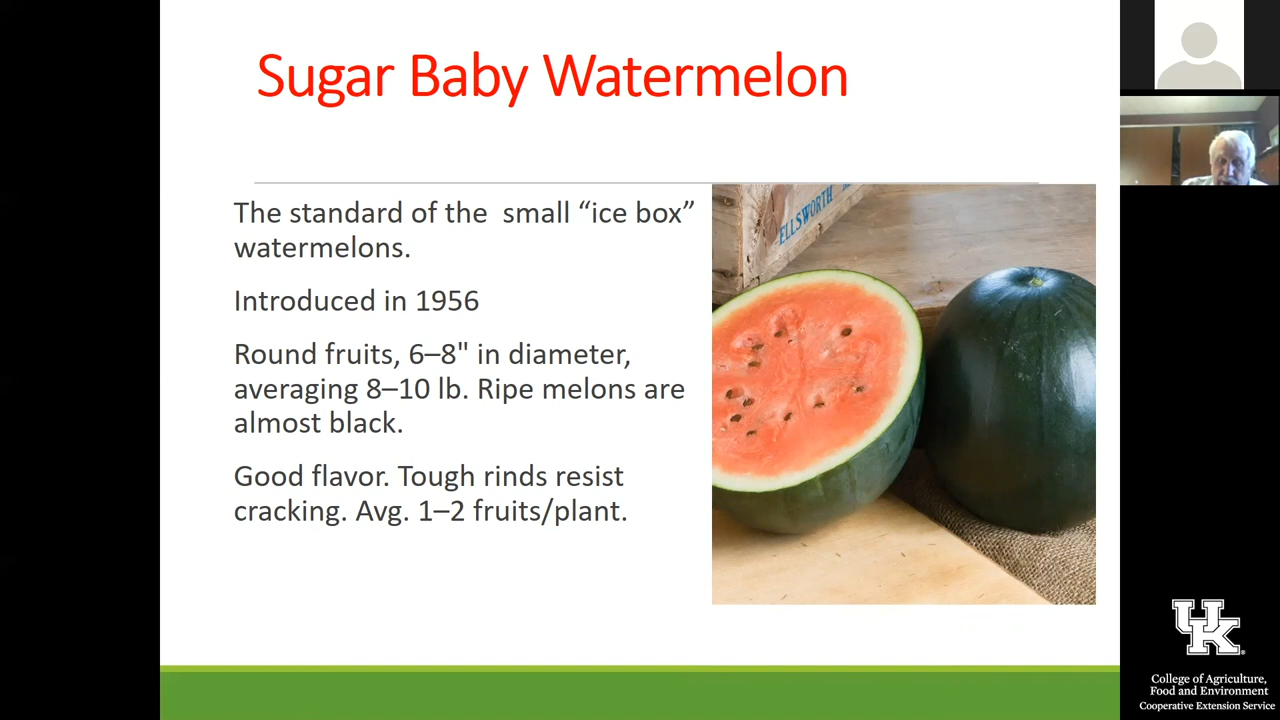 Sugar Baby Watermelon
The standard of the  small “ice box”
watermelons.
Introduced in 1956
Round fruits, 6–8" in diameter,
averaging 8–10 lb. Ripe melons are
almost black.
Good flavor. Tough rinds resist
cracking. Avg. 1–2 fruits/plant.
ELLSWORTH
UK
College of Agriculture,
Food and Environment
Cooperative Extension Service